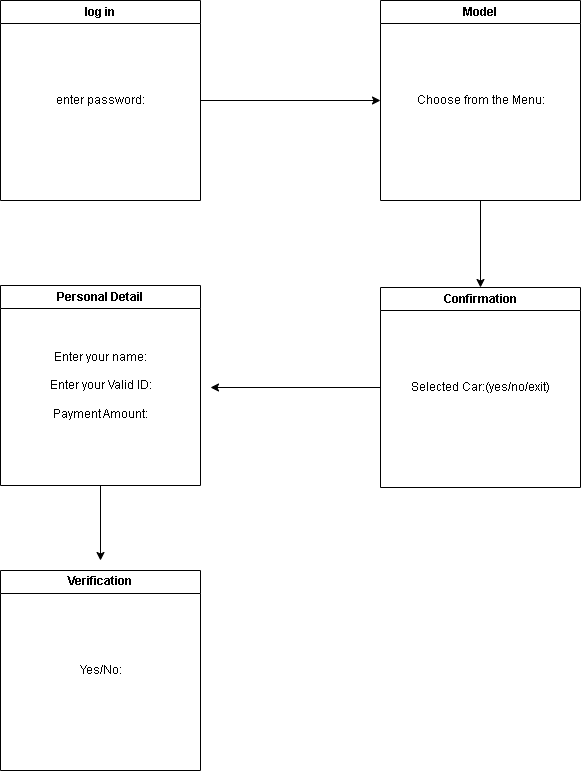 log in
enter password:
Model
Choose from the Menu:
Confirmation
Selected Car:(yes/no/exit)
Personal Detail
Enter your name:
Enter your Valid ID:
Payment Amount:
Verification
Yes/No: